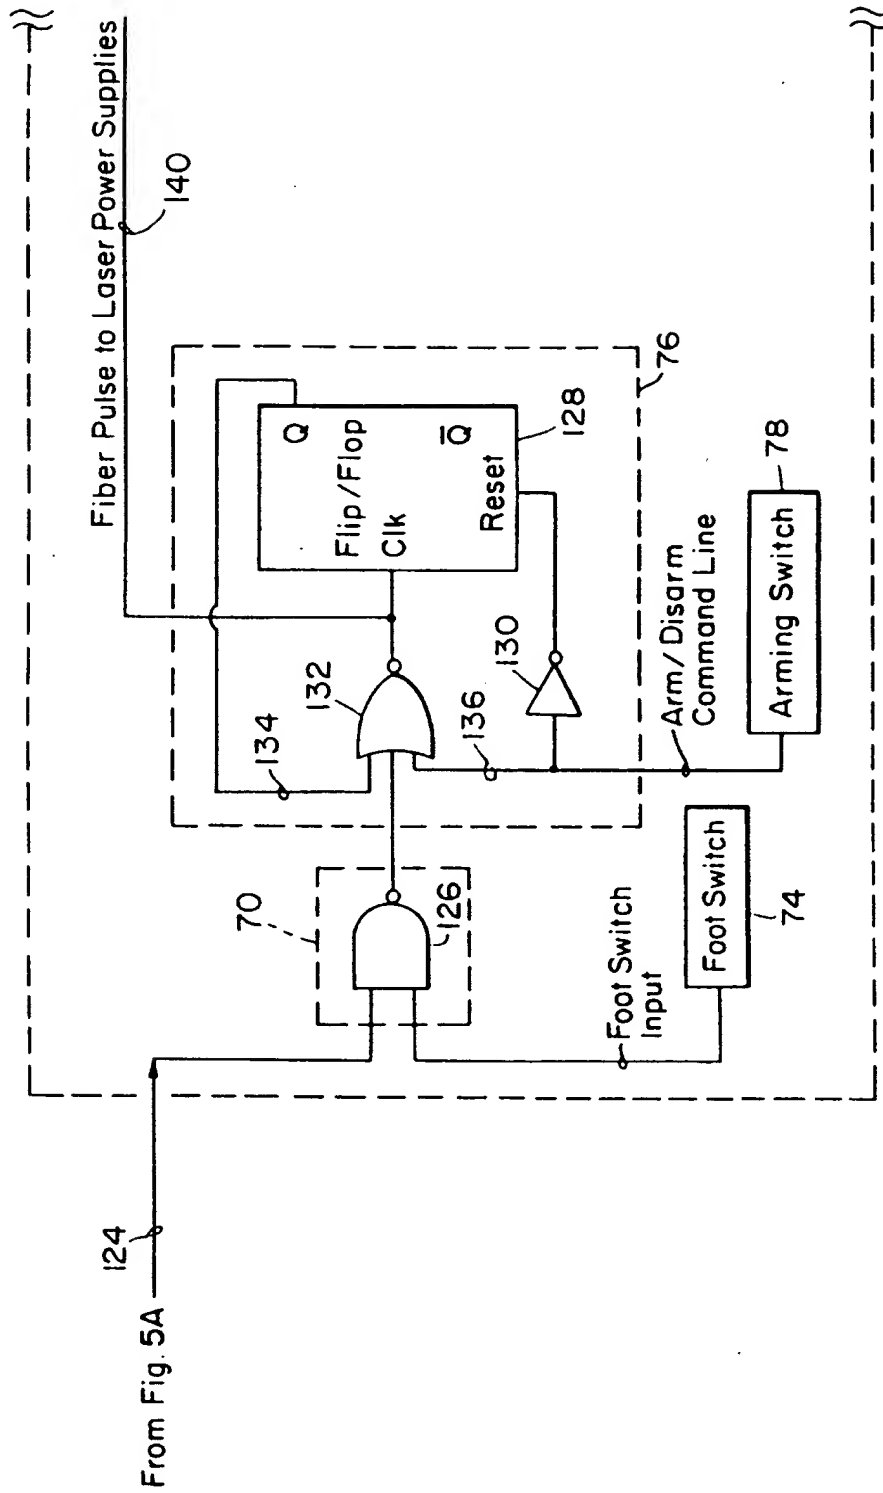 Fiber Pulse to Laser Power Supplies
140
134
132
Flip/Flop
Clk
Q
Q̅
Reset
128
76
130
136
Arm/Disarm
Command Line
Arming Switch
78
70
126
Foot Switch
Input
Foot Switch
74
124
From Fig. 5A